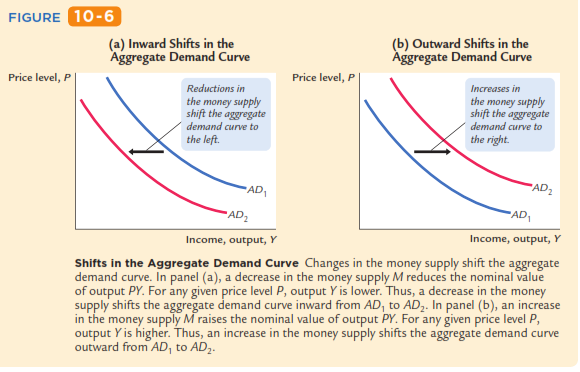 FIGURE 10-6
(a) Inward Shifts in the
Aggregate Demand Curve
Price level, P
Reductions in
the money supply
shift the aggregate
demand curve to
the left.
AD1
AD2
Income, output, Y
(b) Outward Shifts in the
Aggregate Demand Curve
Price level, P
Increases in
the money supply
shift the aggregate
demand curve to
the right.
AD2
AD1
Income, output, Y
Shifts in the Aggregate Demand Curve Changes in the money supply shift the aggregate
demand curve. In panel (a), a decrease in the money supply M reduces the nominal value
of output PY. For any given price level P, output Y is lower. Thus, a decrease in the money
supply shifts the aggregate demand curve inward from AD1 to AD2. In panel (b), an increase
in the money supply M raises the nominal value of output PY. For any given price level P,
output Y is higher. Thus, an increase in the money supply shifts the aggregate demand curve
outward from AD1 to AD2.